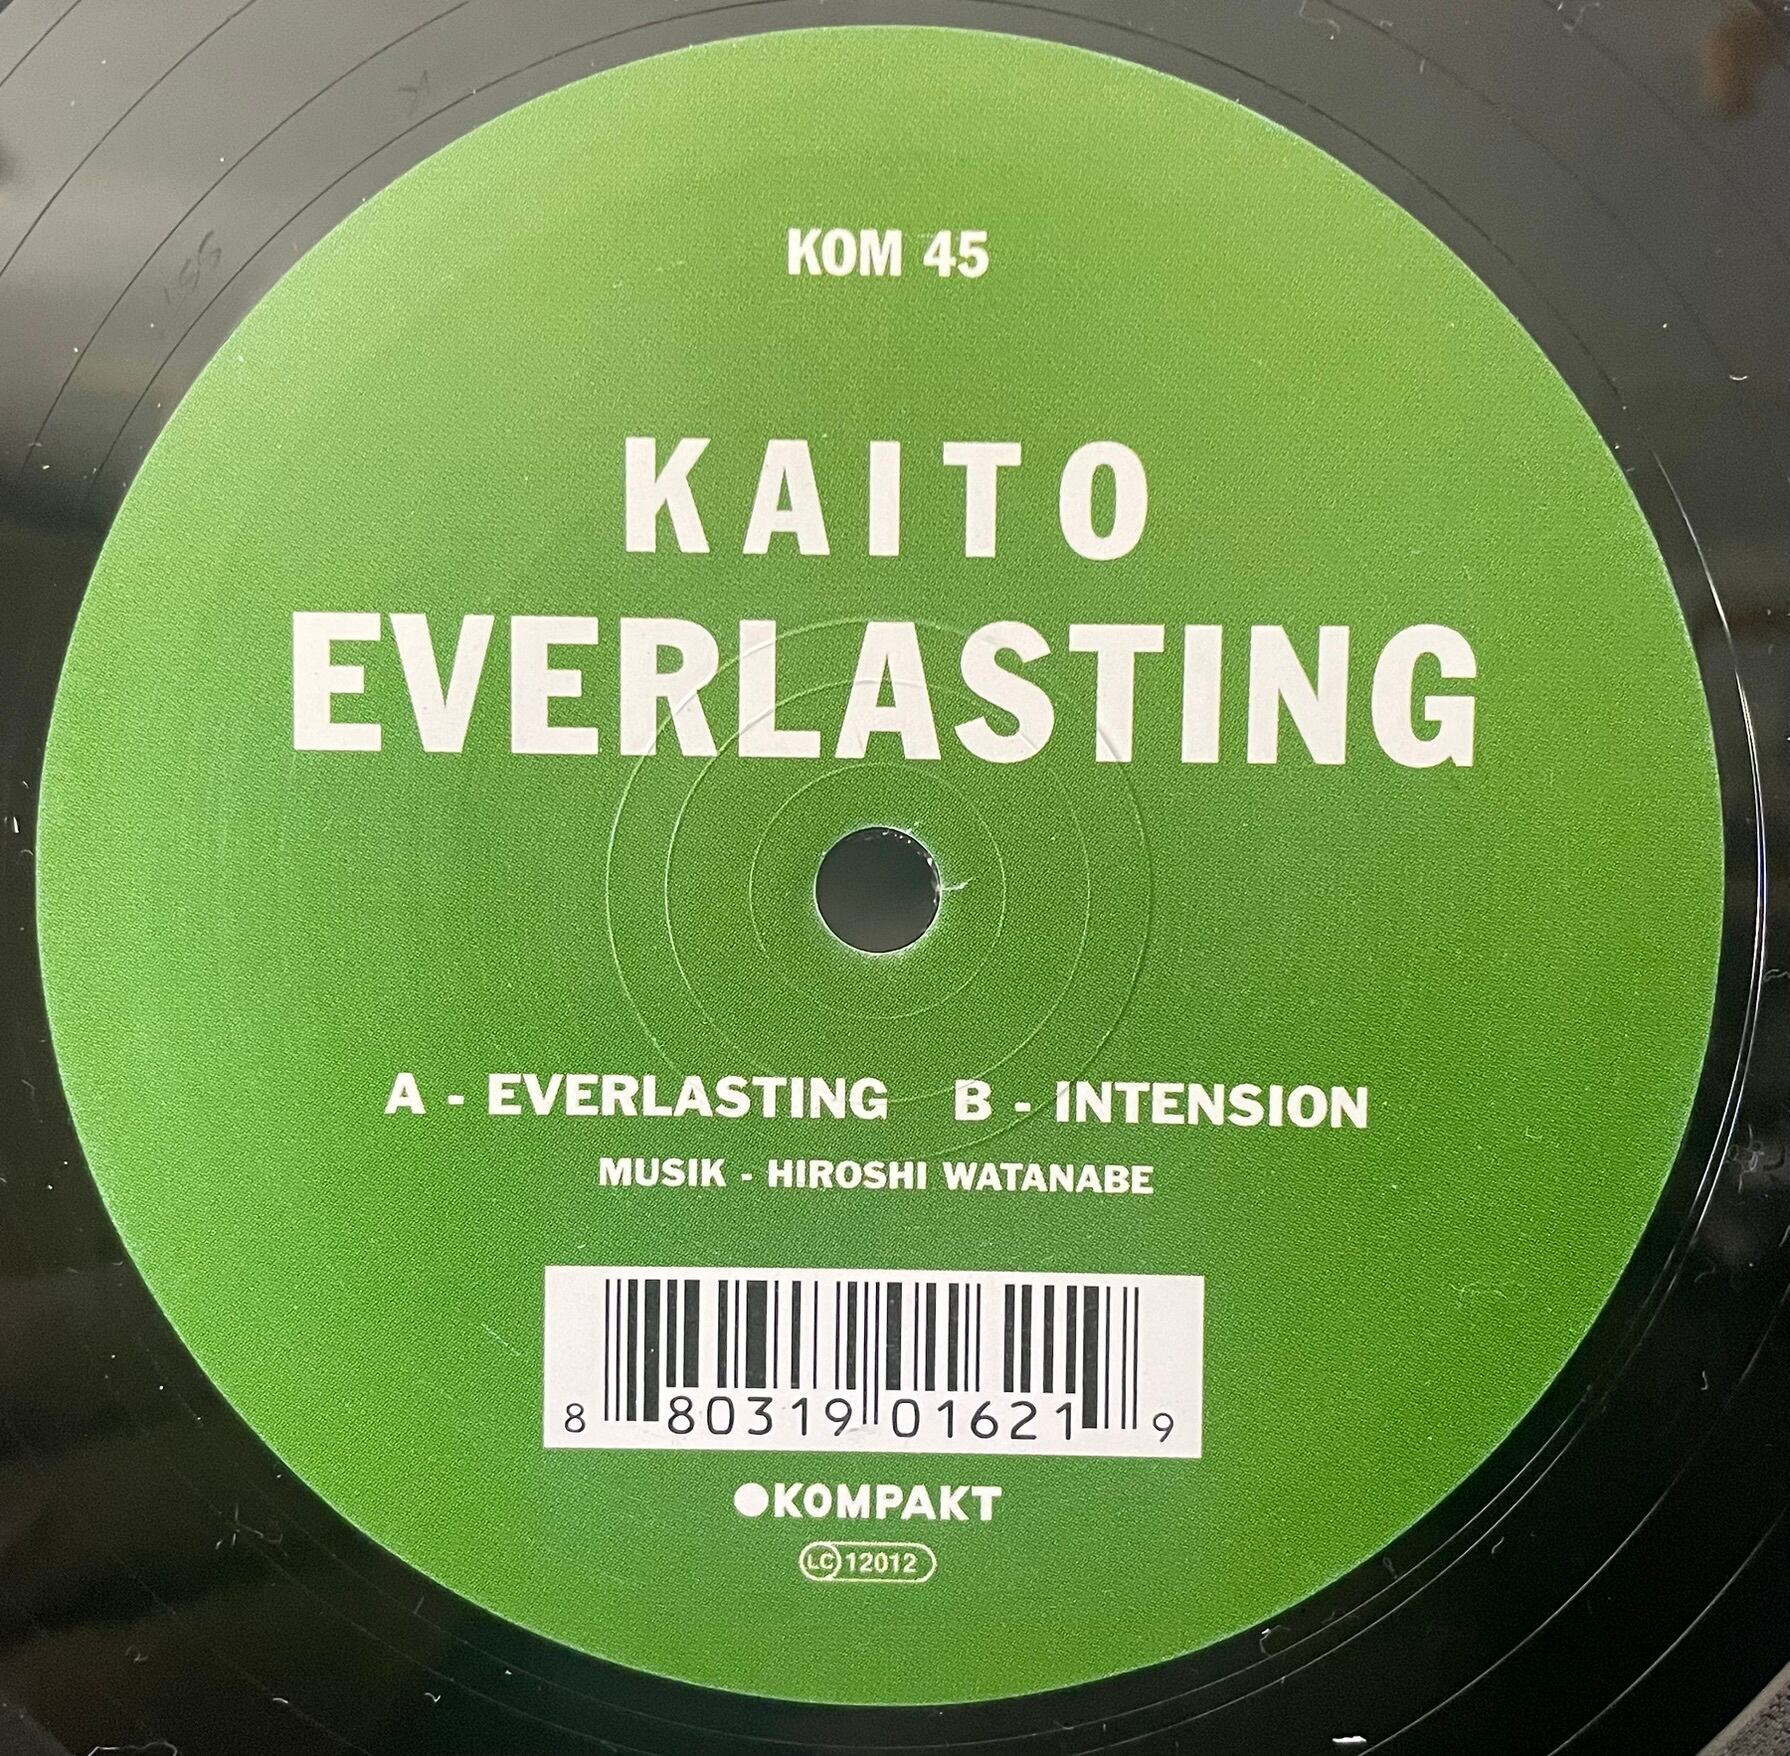 KOM 45
KAITO
EVERLASTING
A - EVERLASTING B - INTENSION
MUSIK - HIROSHI WATANABE
8 80319 01621 9
KOMPAKT
LC 12012